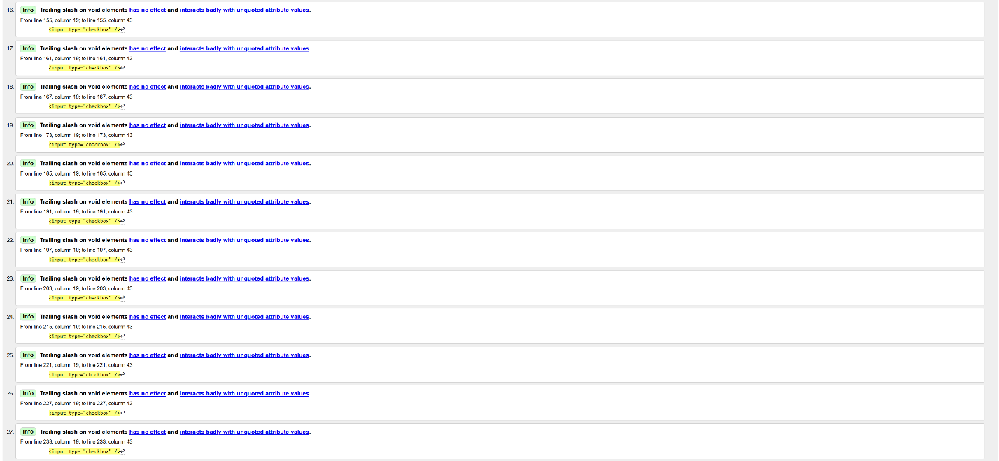 16. Info Trailing slash on void elements has no effect and interacts badly with unquoted attribute values.
From line 155, column 19; to line 155, column 43
<input type="checkbox" />↩
17. Info Trailing slash on void elements has no effect and interacts badly with unquoted attribute values.
From line 161, column 19; to line 161, column 43
<input type="checkbox" />↩
18. Info Trailing slash on void elements has no effect and interacts badly with unquoted attribute values.
From line 167, column 19; to line 167, column 43
<input type="checkbox" />↩
19. Info Trailing slash on void elements has no effect and interacts badly with unquoted attribute values.
From line 173, column 19; to line 173, column 43
<input type="checkbox" />↩
20. Info Trailing slash on void elements has no effect and interacts badly with unquoted attribute values.
From line 185, column 19; to line 185, column 43
<input type="checkbox" />↩
21. Info Trailing slash on void elements has no effect and interacts badly with unquoted attribute values.
From line 191, column 19; to line 191, column 43
<input type="checkbox" />↩
22. Info Trailing slash on void elements has no effect and interacts badly with unquoted attribute values.
From line 197, column 19; to line 197, column 43
<input type="checkbox" />↩
23. Info Trailing slash on void elements has no effect and interacts badly with unquoted attribute values.
From line 203, column 19; to line 203, column 43
<input type="checkbox" />↩
24. Info Trailing slash on void elements has no effect and interacts badly with unquoted attribute values.
From line 215, column 19; to line 215, column 43
<input type="checkbox" />↩
25. Info Trailing slash on void elements has no effect and interacts badly with unquoted attribute values.
From line 221, column 19; to line 221, column 43
<input type="checkbox" />↩
26. Info Trailing slash on void elements has no effect and interacts badly with unquoted attribute values.
From line 227, column 19; to line 227, column 43
<input type="checkbox" />↩
27. Info Trailing slash on void elements has no effect and interacts badly with unquoted attribute values.
From line 233, column 19; to line 233, column 43
<input type="checkbox" />↩